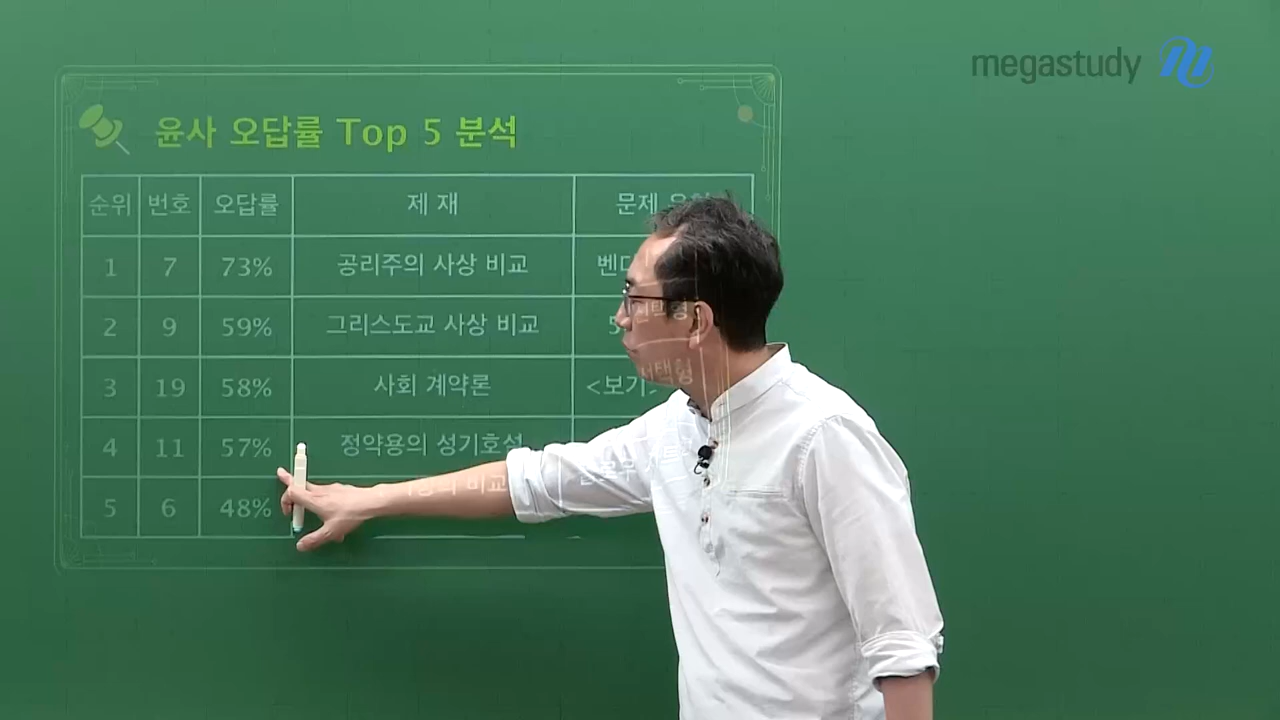 megastudy
윤사 오답률 Top 5 분석
순위 번호 오답률 제 재 문제
1 7 73% 공리주의 사상 비교
2 9 59% 그리스도교 사상 비교 5
3 19 58% 사회 계약론 <보기>
4 11 57% 정약용의 성기호설
5 6 48% 비교